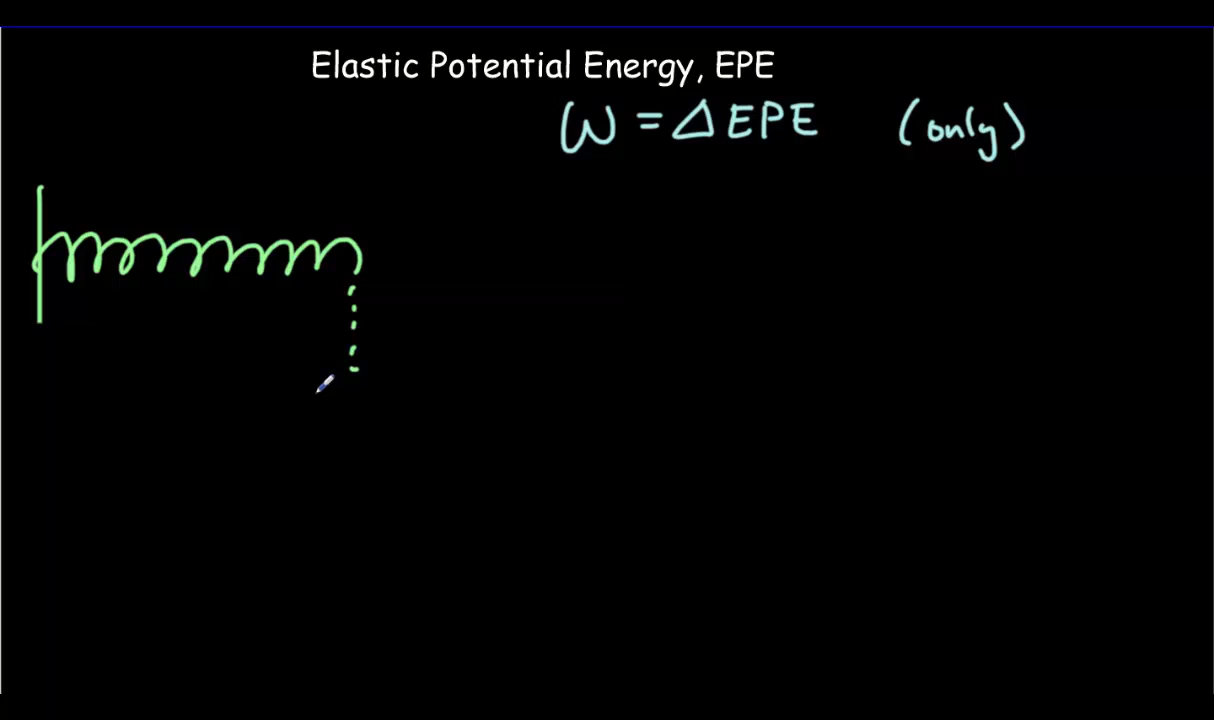 Elastic Potential Energy, EPE
W = △EPE (only)